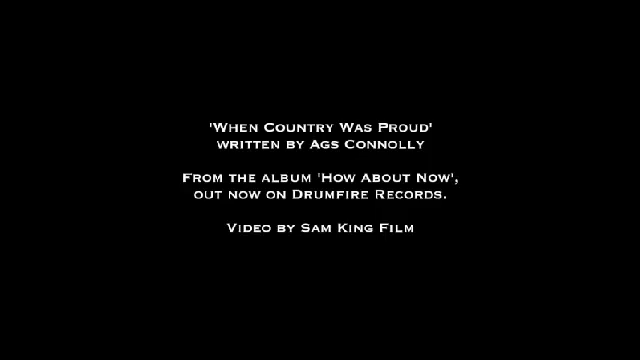 'When Country Was Proud'
written by Ags Connolly
From the album 'How About Now',
out now on Drumfire Records.
Video by Sam King Film